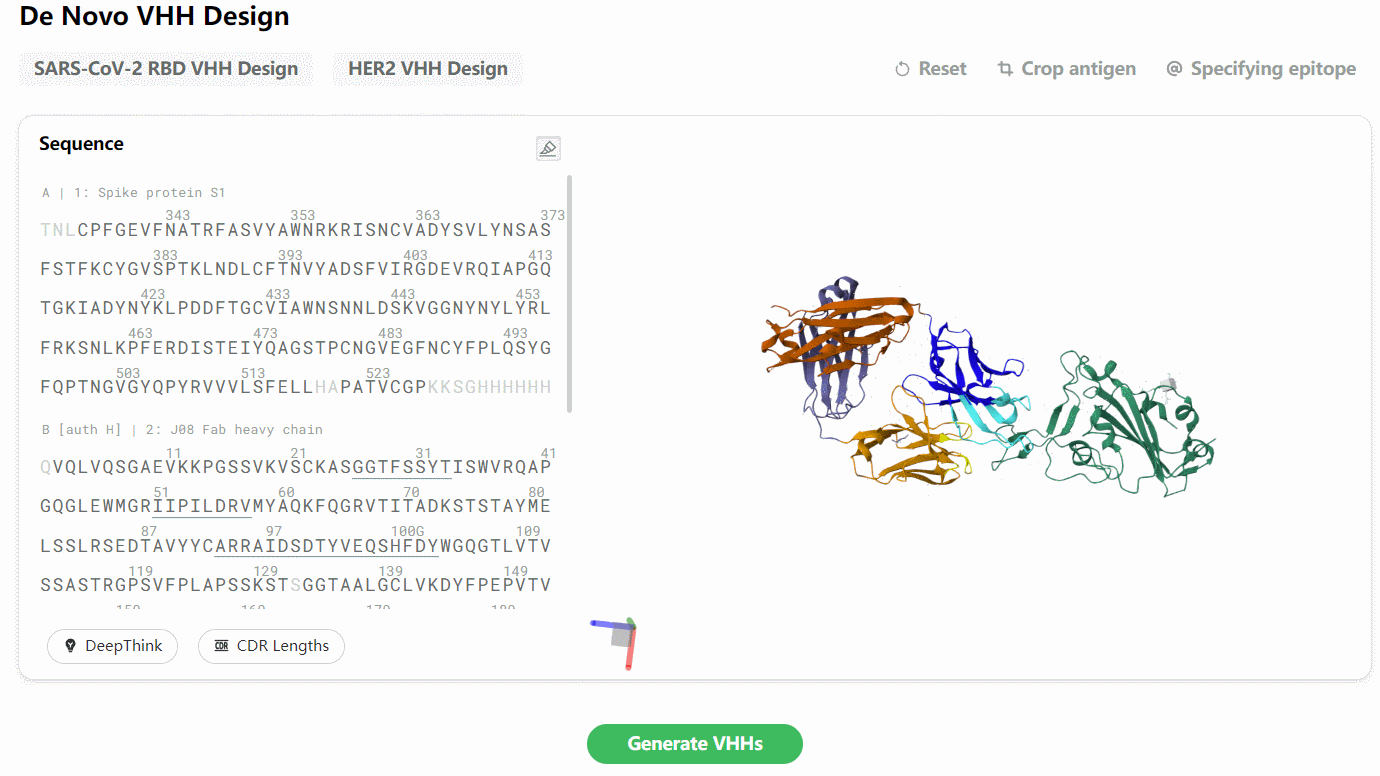 De Novo VHH Design
SARS-CoV-2 RBD VHH Design
HER2 VHH Design
Reset
Crop antigen
@ Specifying epitope
Sequence
A | 1: Spike protein S1
343 353 363 373
TNLCPFGEVFNATRFASVYAWNRKRISNCVADYSVLYNSAS
383 393 403 413
FSTFKCYGVSPTKLNDLCFTNVYADSFVIRGDEVRQIAPGQ
423 433 443 453
TGKIADYNYKLPDDFTGCVIAWNSNNLDSKVGGNYNYLYRL
463 473 483 493
FRKSNLKPFERDISTEIYQAGSTPCNGVEGFNCYFPLQSYG
503 513 523
FQPTNGVGYQPYRVVVLSFELLHAPATVCGPKKSGHHHHHH
B [auth H] | 2: J08 Fab heavy chain
11 21 31 41
QVQLVQSGAEVKKPGSSVKVSCKASGGTFSSYTISWVRQAP
51 60 70 80
GQGLEWMGRIIPILDRVMYAQKFQGRVTITADKSTSTAYME
87 97 100G 109
LSSLRSEDTAVYYCARRAIDSDTYVEQSHFDYWGQGTLVTV
119 129 139 149
SSASTRGPSVFPLAPSSKSTSGGTAALGCLVKDYFPEPVTV
DeepThink
CDR CDR Lengths
Generate VHHs